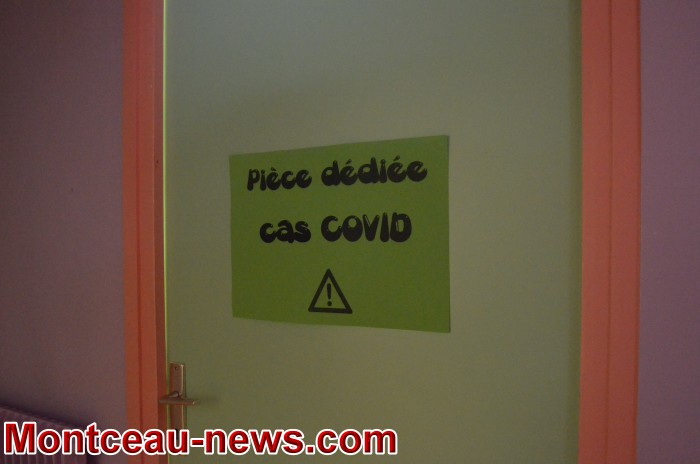 Pièce dédiée
cas COVID
Montceau-news.com